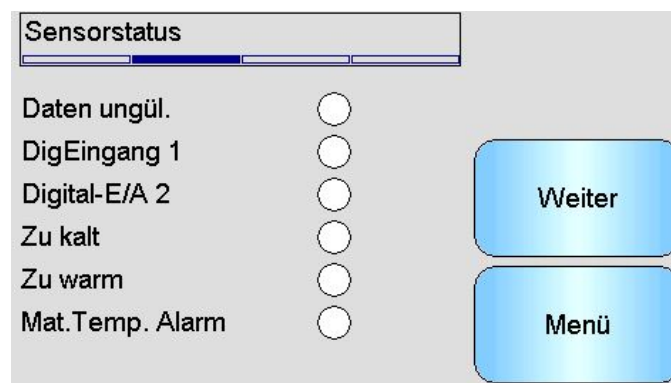 Sensorstatus
Daten ungül.
DigEingang 1
Digital-E/A 2
Zu kalt
Zu warm
Mat.Temp. Alarm
Weiter
Menü